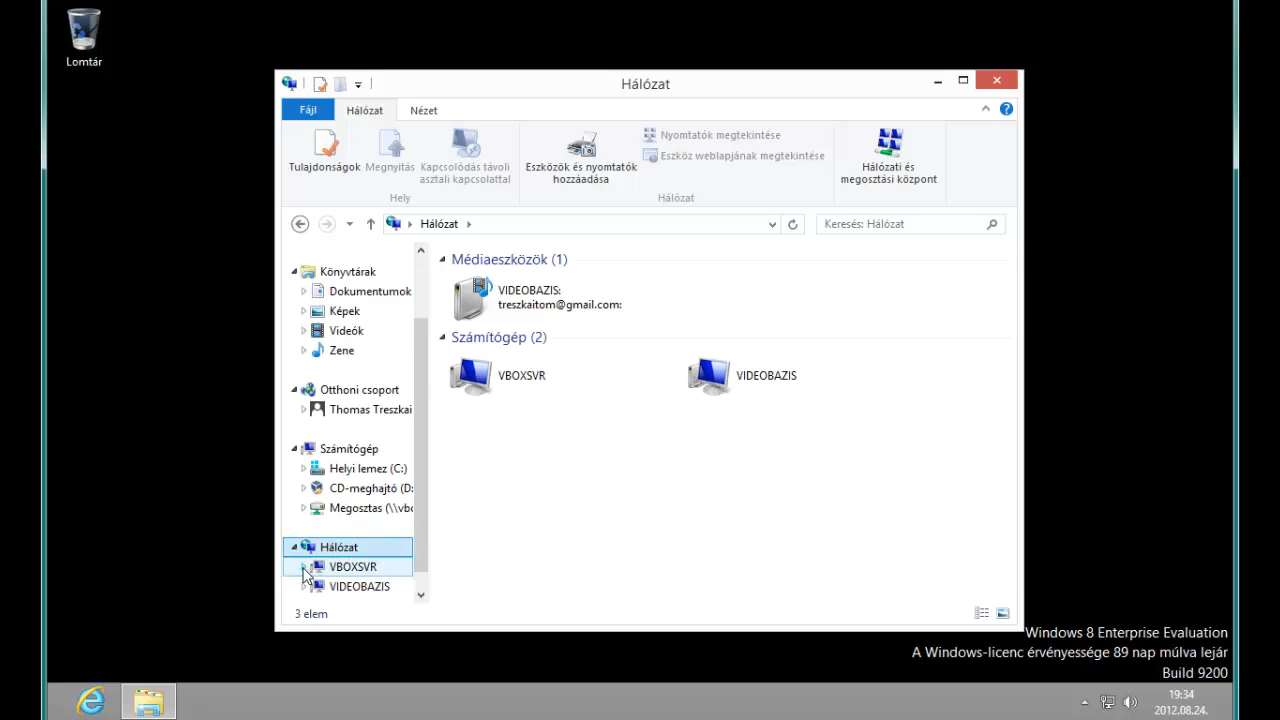 Lomtár
Hálózat
Fájl
Hálózat
Nézet
Tulajdonságok
Megnyitás
Kapcsolódás távoli
asztali kapcsolattal
Eszközök és nyomtatók
hozzáadása
Nyomtatók megtekintése
Eszköz weblapjának megtekintése
Hálózati és
megosztási központ
Hely
Hálózat
Hálózat
Keresés: Hálózat
Könyvtárak
Dokumentumok
Képek
Videók
Zene
Otthoni csoport
Thomas Treszkai
Számítógép
Helyi lemez (C:)
CD-meghajtó (D:
Megosztas (\\vbo
Hálózat
VBOXSVR
VIDEOBAZIS
Médiaeszközök (1)
VIDEOBAZIS:
treszkaitom@gmail.com:
Számítógép (2)
VBOXSVR
VIDEOBAZIS
3 elem
Windows 8 Enterprise Evaluation
A Windows-licenc érvényessége 89 nap múlva lejár
Build 9200
19:34
2012.08.24.